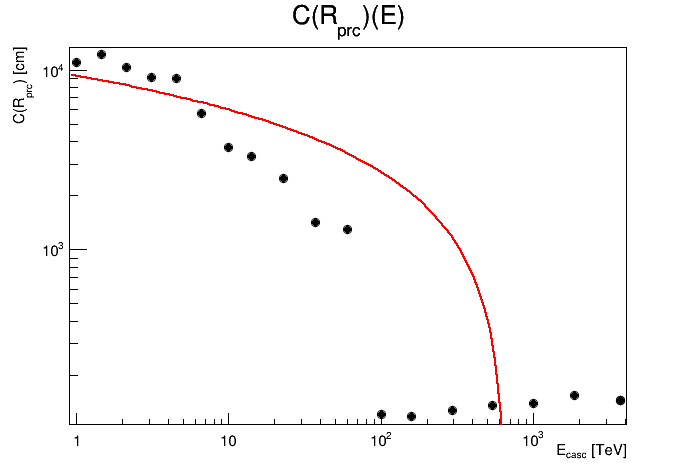 C(R_prc)(E)
C(R_prc) [cm]
10^4
10^3
1 10 10^2 10^3
E_casc [TeV]